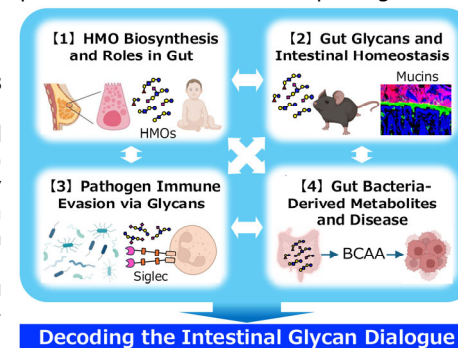 【1】HMO Biosynthesis
and Roles in Gut
HMOs
【2】Gut Glycans and
Intestinal Homeostasis
Mucins
【3】Pathogen Immune
Evasion via Glycans
Siglec
【4】Gut Bacteria-
Derived Metabolites
and Disease
BCAA
Decoding the Intestinal Glycan Dialogue